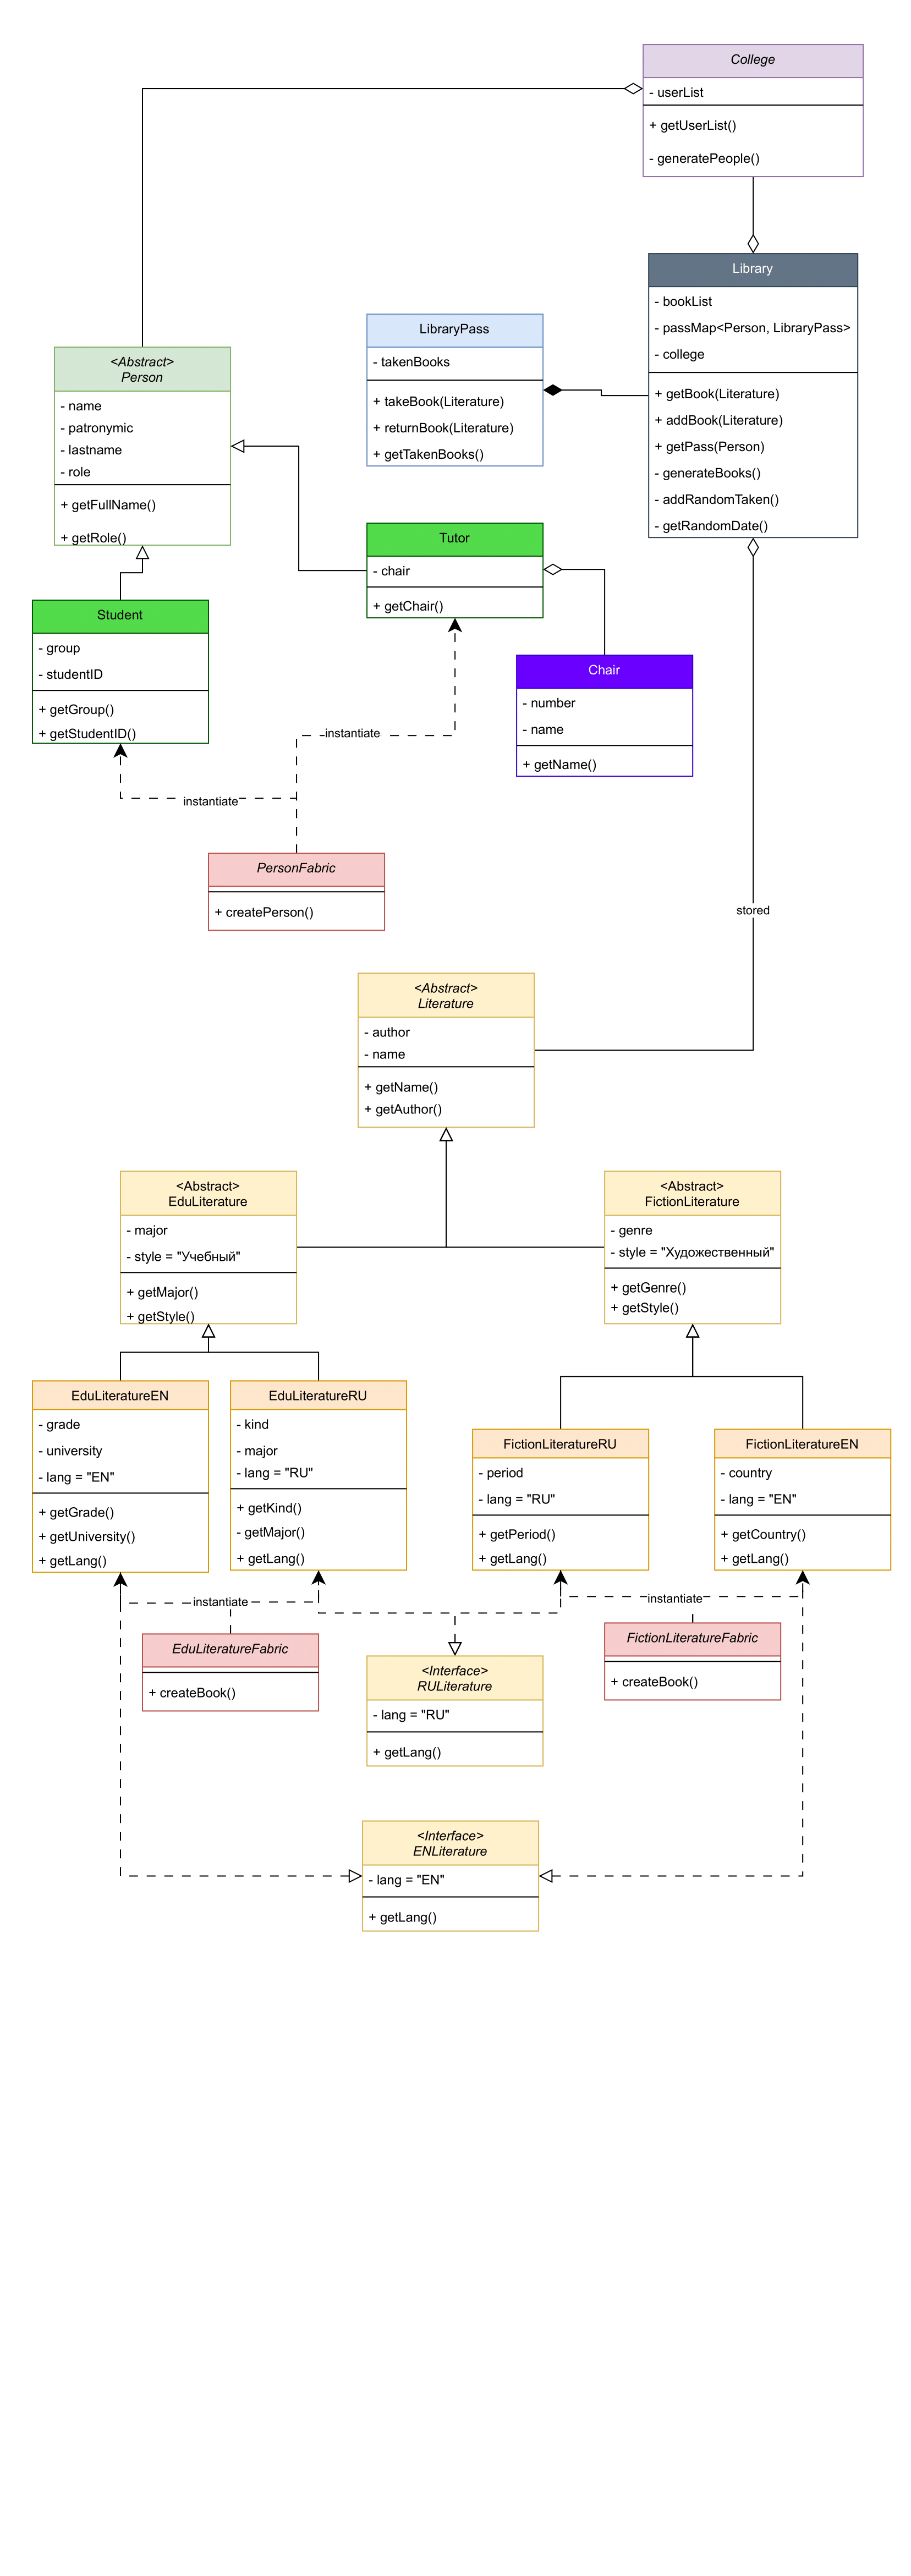 College
- userList
+ getUserList()
- generatePeople()
Library
- bookList
- passMap<Person, LibraryPass>
- college
+ getBook(Literature)
+ addBook(Literature)
+ getPass(Person)
- generateBooks()
- addRandomTaken()
- getRandomDate()
LibraryPass
- takenBooks
+ takeBook(Literature)
+ returnBook(Literature)
+ getTakenBooks()
<Abstract>
Person
- name
- patronymic
- lastname
- role
+ getFullName()
+ getRole()
Tutor
- chair
+ getChair()
Student
- group
- studentID
+ getGroup()
+ getStudentID()
Chair
- number
- name
+ getName()
instantiate
instantiate
PersonFabric
+ createPerson()
stored
<Abstract>
Literature
- author
- name
+ getName()
+ getAuthor()
<Abstract>
EduLiterature
- major
- style = "Учебный"
+ getMajor()
+ getStyle()
<Abstract>
FictionLiterature
- genre
- style = "Художественный"
+ getGenre()
+ getStyle()
EduLiteratureEN
- grade
- university
- lang = "EN"
+ getGrade()
+ getUniversity()
+ getLang()
EduLiteratureRU
- kind
- major
- lang = "RU"
+ getKind()
- getMajor()
+ getLang()
FictionLiteratureRU
- period
- lang = "RU"
+ getPeriod()
+ getLang()
FictionLiteratureEN
- country
- lang = "EN"
+ getCountry()
+ getLang()
instantiate
instantiate
EduLiteratureFabric
+ createBook()
FictionLiteratureFabric
+ createBook()
<Interface>
RULiterature
- lang = "RU"
+ getLang()
<Interface>
ENLiterature
- lang = "EN"
+ getLang()